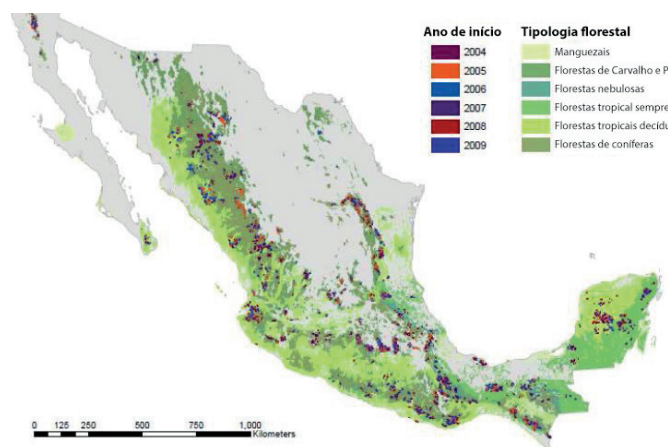 Ano de início
2004
2005
2006
2007
2008
2009
Tipologia florestal
Manguezais
Florestas de Carvalho e P
Florestas nebulosas
Florestas tropical sempre
Florestas tropicais decídu
Florestas de coníferas
0 125 250 500 750 1,000
Kilometers